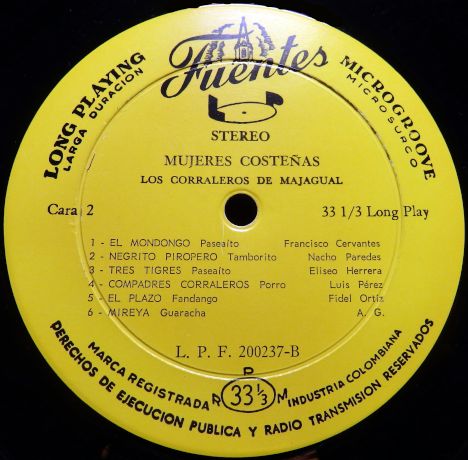 Fuentes
LONG PLAYING
LARGA DURACION
MICROGROOVE
MICROSURCO
STEREO
MUJERES COSTEÑAS
LOS CORRALEROS DE MAJAGUAL
Cara 2 33 1/3 Long Play
1 - EL MONDONGO Paseaíto Francisco Cervantes
2 - NEGRITO PIROPERO Tamborito Nacho Paredes
3 - TRES TIGRES Paseaíto Eliseo Herrera
4 - COMPADRES CORRALEROS Porro Luis Pérez
5 - EL PLAZO Fandango Fidel Ortiz
6 - MIREYA Guaracha A. G.
L. P. F. 200237-B
R 33 1/3 P M
MARCA REGISTRADA INDUSTRIA COLOMBIANA
DERECHOS DE EJECUCION PUBLICA Y RADIO TRANSMISION RESERVADOS